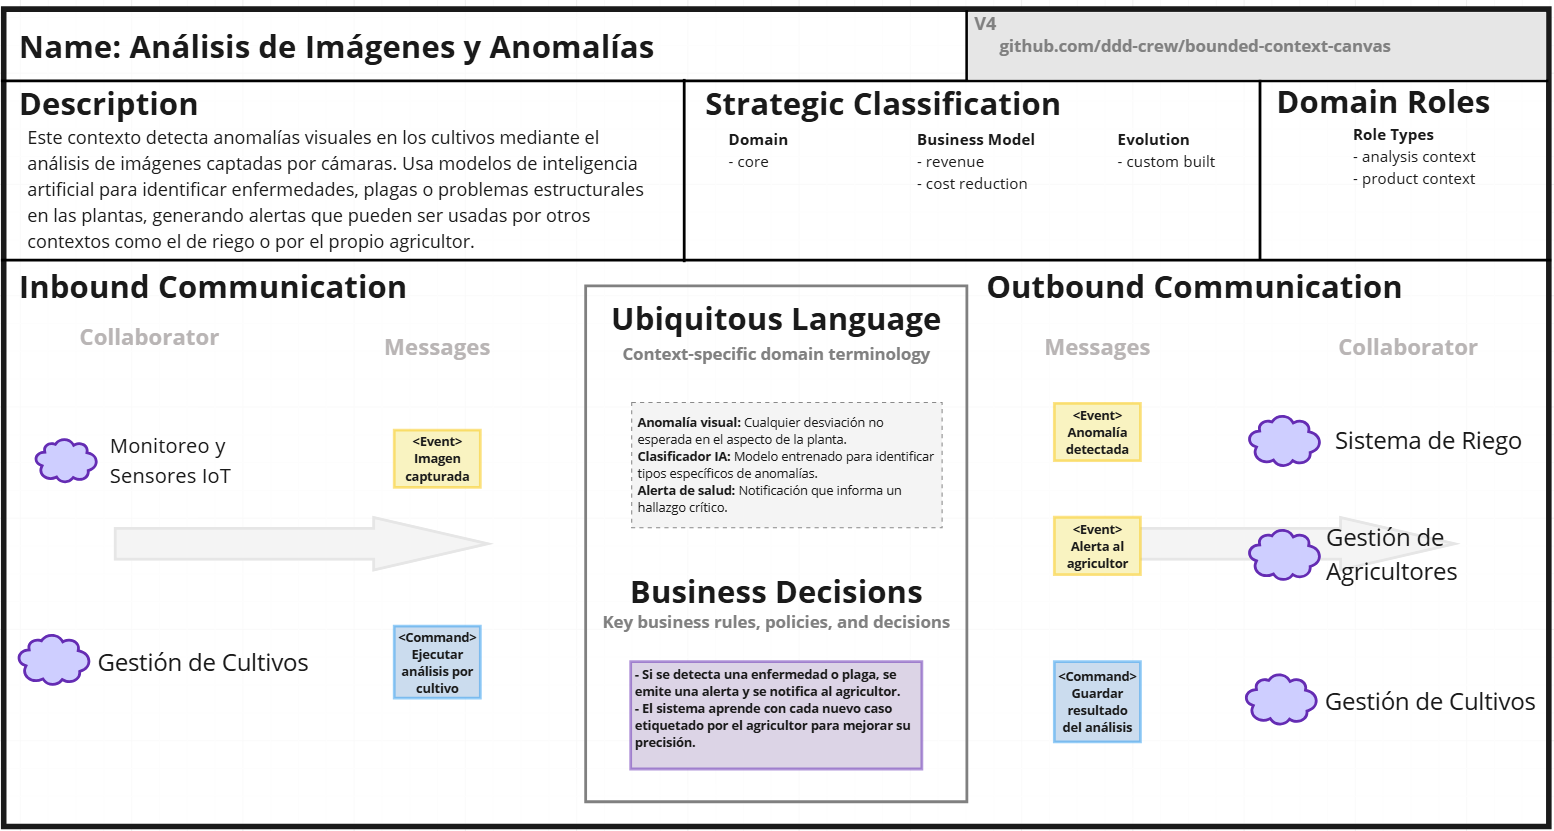 Name: Análisis de Imágenes y Anomalías
V4
github.com/ddd-crew/bounded-context-canvas
Description
Este contexto detecta anomalías visuales en los cultivos mediante el
análisis de imágenes captadas por cámaras. Usa modelos de inteligencia
artificial para identificar enfermedades, plagas o problemas estructurales
en las plantas, generando alertas que pueden ser usadas por otros
contextos como el de riego o por el propio agricultor.
Strategic Classification
Domain
- core
Business Model
- revenue
- cost reduction
Evolution
- custom built
Domain Roles
Role Types
- analysis context
- product context
Inbound Communication
Collaborator
Messages
Monitoreo y
Sensores IoT
<Event>
Imagen
capturada
Gestión de Cultivos
<Command>
Ejecutar
análisis por
cultivo
Ubiquitous Language
Context-specific domain terminology
Anomalía visual: Cualquier desviación no
esperada en el aspecto de la planta.
Clasificador IA: Modelo entrenado para identificar
tipos específicos de anomalías.
Alerta de salud: Notificación que informa un
hallazgo crítico.
Business Decisions
Key business rules, policies, and decisions
- Si se detecta una enfermedad o plaga, se
emite una alerta y se notifica al agricultor.
- El sistema aprende con cada nuevo caso
etiquetado por el agricultor para mejorar su
precisión.
Outbound Communication
Messages
Collaborator
<Event>
Anomalía
detectada
Sistema de Riego
<Event>
Alerta al
agricultor
Gestión de
Agricultores
<Command>
Guardar
resultado
del análisis
Gestión de Cultivos